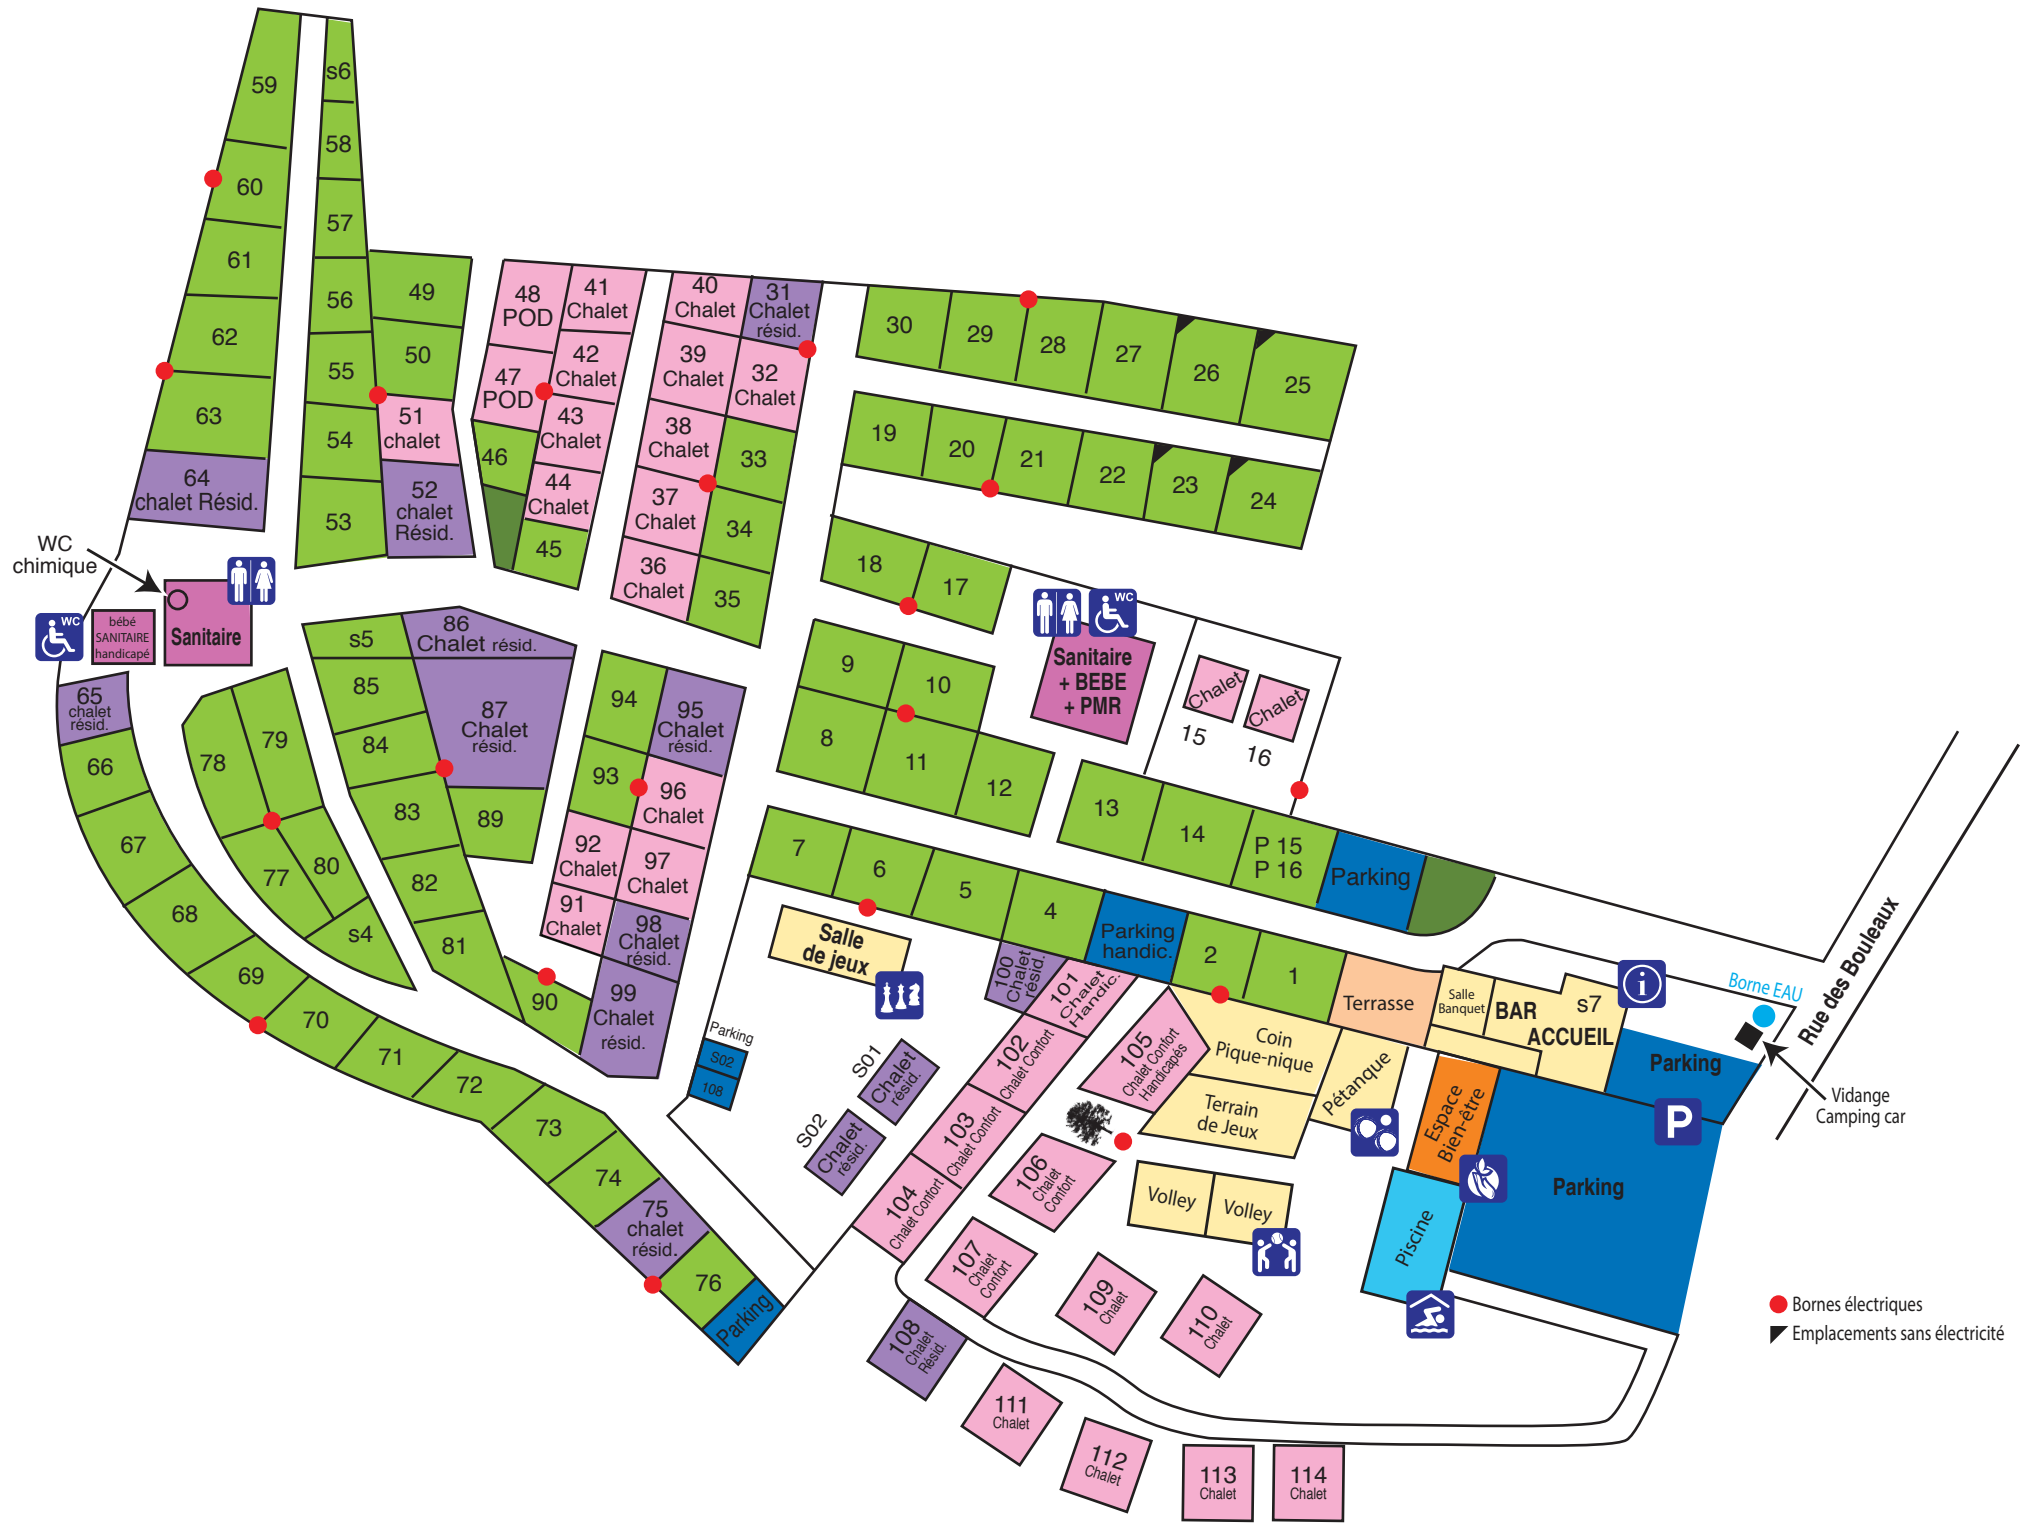 59
s6
58
60
57
61
56
49
62
55
50
63
54
51
chalet
64
chalet Résid.
53
52
chalet
Résid.
48
POD
41
Chalet
47
POD
42
Chalet
43
Chalet
46
44
Chalet
45
40
Chalet
31
Chalet
résid.
39
Chalet
32
Chalet
38
Chalet
33
37
Chalet
34
36
Chalet
35
30
29
28
27
26
25
19
20
21
22
23
24
18
17
WC
chimique
WC
bébé
SANITAIRE
handicapé
Sanitaire
WC
Sanitaire
+ BEBE
+ PMR
Chalet
15
Chalet
16
s5
86
Chalet résid.
85
87
Chalet
résid.
84
83
89
82
81
90
65
chalet
résid.
66
67
68
69
70
71
72
73
74
75
chalet
résid.
76
Parking
78
79
77
80
s4
94
95
Chalet
résid.
93
96
Chalet
92
Chalet
97
Chalet
91
Chalet
98
Chalet
résid.
99
Chalet
résid.
9
10
8
11
12
13
14
P 15
P 16
Parking
7
6
5
4
Parking
handic.
2
1
Terrasse
Salle
Banquet
BAR
s7
ACCUEIL
Salle
de jeux
100
Chalet
résid.
101
Chalet
Handic.
102
Chalet Confort
103
Chalet Confort
104
Chalet Confort
105
Chalet Confort
Handicapés
106
Chalet
Confort
107
Chalet
Confort
108
Chalet
Résid.
109
Chalet
110
Chalet
111
Chalet
112
Chalet
113
Chalet
114
Chalet
Parking
S02
108
S01
Chalet
résid.
S02
Chalet
résid.
Coin
Pique-nique
Terrain
de Jeux
Pétanque
Volley
Volley
Espace
Bien-être
Piscine
Parking
P
Parking
i
Borne EAU
Rue des Bouleaux
Vidange
Camping car
Bornes électriques
Emplacements sans électricité